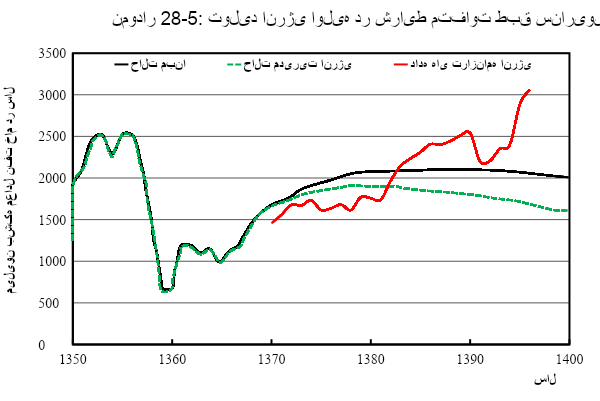 نمودار 28-5: تولید انرژی اولیه در شرایط متفاوت طبق سناریو
حالت مبنا
حالت مدیریت انرژی
داده های ترازنامه انرژی
میلیون بشکه معادل نفت خام در سال
3500
3000
2500
2000
1500
1000
500
0
1350 1360 1370 1380 1390 1400
سال